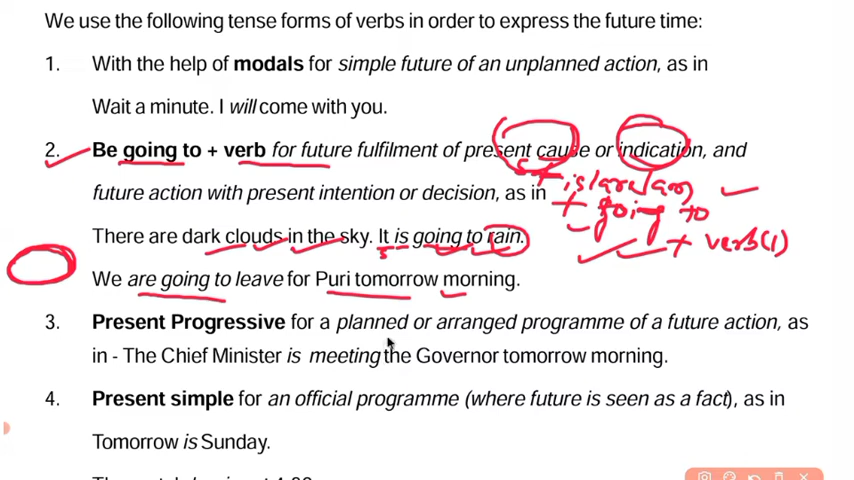 We use the following tense forms of verbs in order to express the future time:
1. With the help of modals for simple future of an unplanned action, as in
Wait a minute. I will come with you.
2. Be going to + verb for future fulfilment of present cause or indication, and
future action with present intention or decision, as in
is/are/am
+ going to
+ verb(1)
There are dark clouds in the sky. It is going to rain.
We are going to leave for Puri tomorrow morning.
3. Present Progressive for a planned or arranged programme of a future action, as
in - The Chief Minister is meeting the Governor tomorrow morning.
4. Present simple for an official programme (where future is seen as a fact), as in
Tomorrow is Sunday.